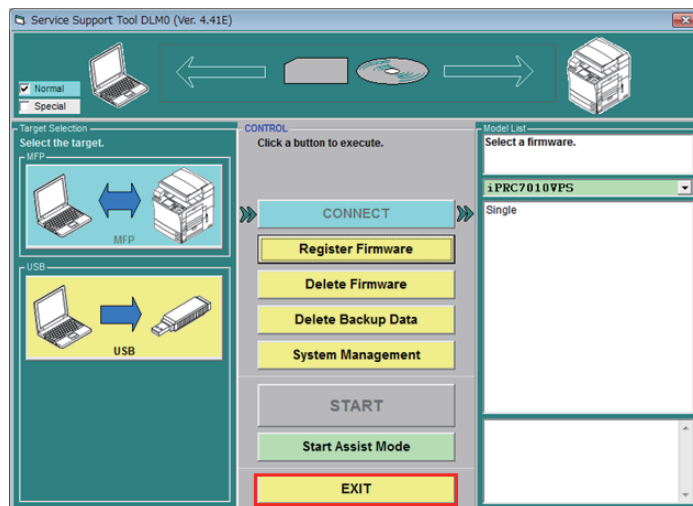 Service Support Tool DLM0 (Ver. 4.41E)
Normal
Special
Target Selection
Select the target.
MFP
MFP
USB
USB
CONTROL
Click a button to execute.
CONNECT
Register Firmware
Delete Firmware
Delete Backup Data
System Management
START
Start Assist Mode
EXIT
Model List
Select a firmware.
iPRC7010VPS
Single